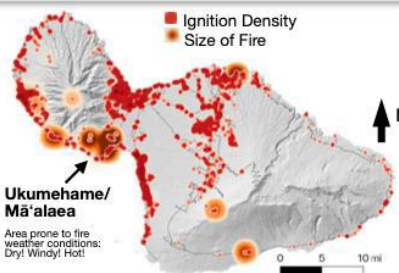 Ignition Density
Size of Fire
Ukumehame/
Mā‘alaea
Area prone to fire
weather conditions:
Dry! Windy! Hot!
0 5 10 mi